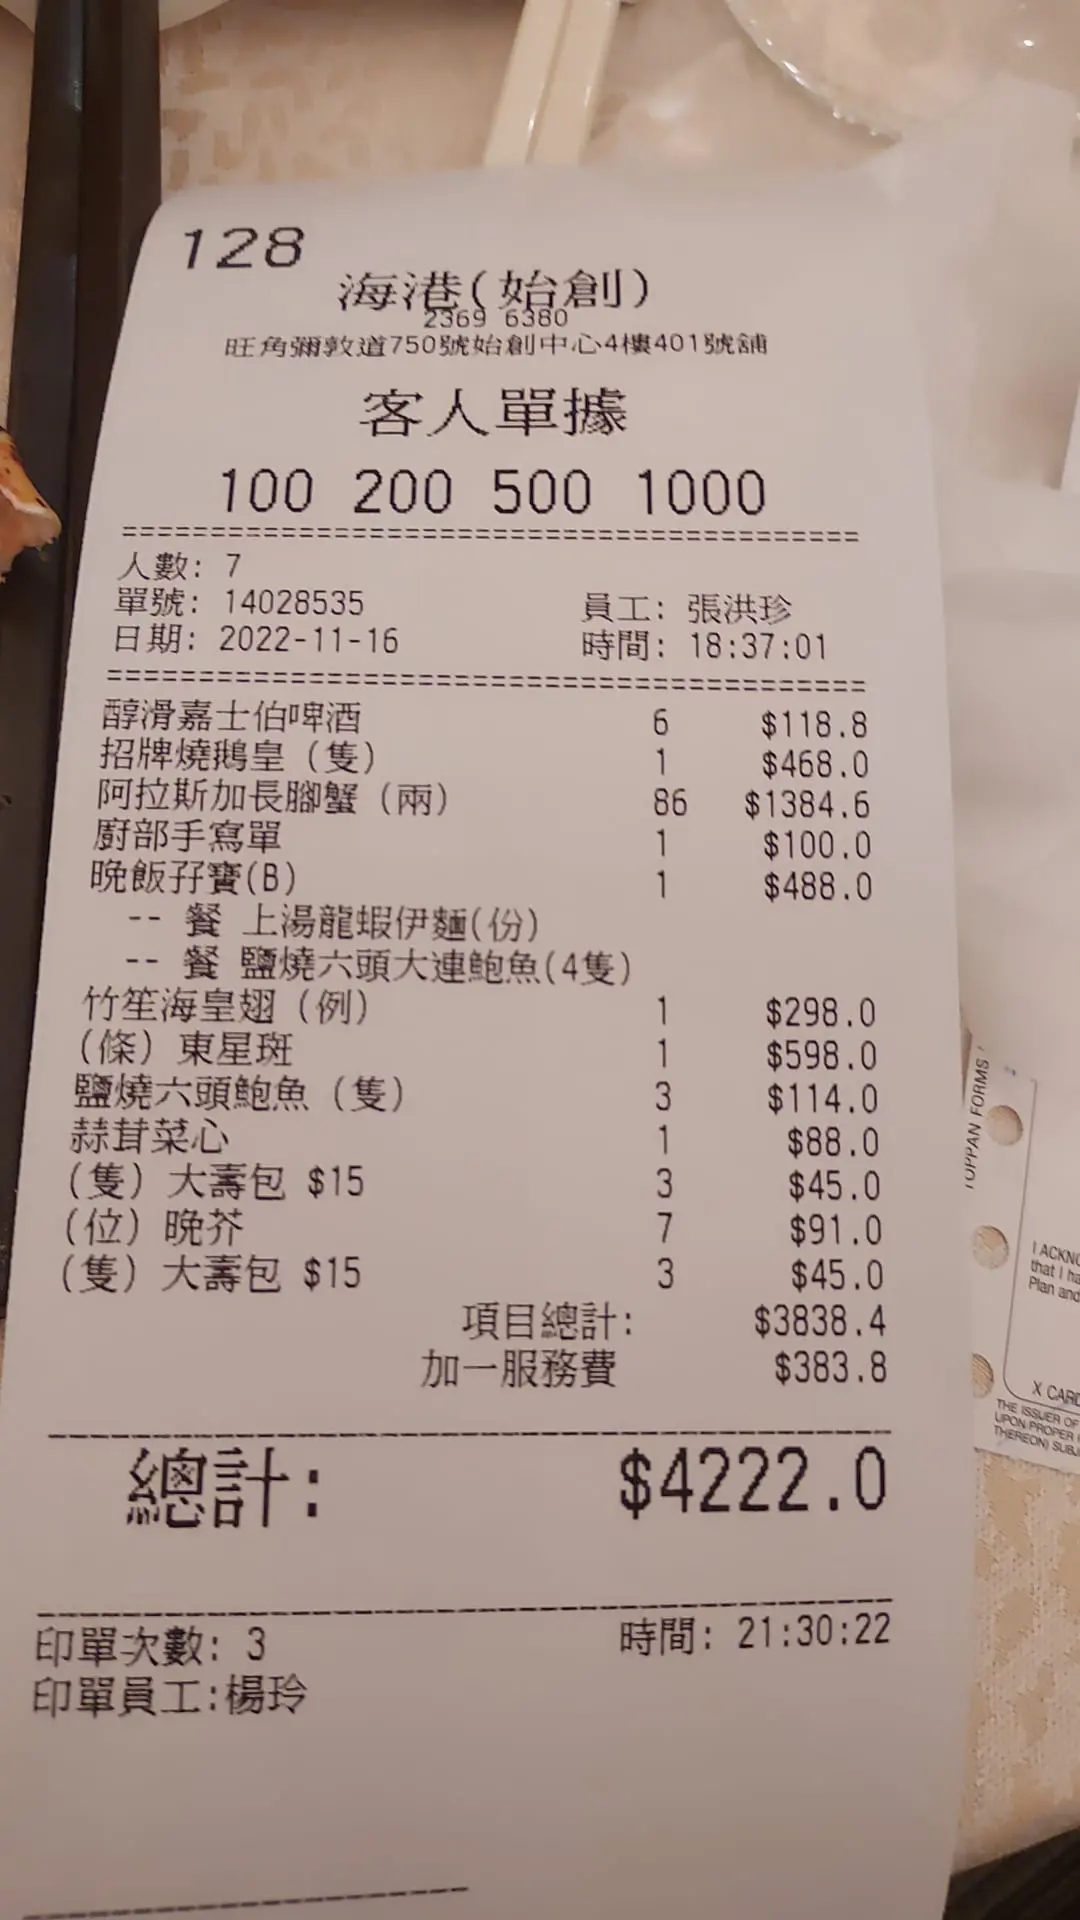 128
海港(始創)
2369 6380
旺角彌敦道750號始創中心4樓401號舖
客人單據
100 200 500 1000
========================================
人數: 7
單號: 14028535 員工: 張洪珍
日期: 2022-11-16 時間: 18:37:01
========================================
醇滑嘉士伯啤酒 6 $118.8
招牌燒鵝皇 (隻) 1 $468.0
阿拉斯加長腳蟹 (兩) 86 $1384.6
廚部手寫單 1 $100.0
晚飯孖寶(B) 1 $488.0
-- 餐 上湯龍蝦伊麵(份)
-- 餐 鹽燒六頭大連鮑魚(4隻)
竹笙海皇翅 (例) 1 $298.0
(條) 東星斑 1 $598.0
鹽燒六頭鮑魚 (隻) 3 $114.0
蒜茸菜心 1 $88.0
(隻) 大壽包 $15 3 $45.0
(位) 晚芥 7 $91.0
(隻) 大壽包 $15 3 $45.0
項目總計: $3838.4
加一服務費 $383.8
總計: $4222.0
印單次數: 3 時間: 21:30:22
印單員工:楊玲
TOPPAN FORMS
I ACKNO
that I ha
Plan and
X CARD
THE ISSUER OF
UPON PROPER
THEREON) SUBJ